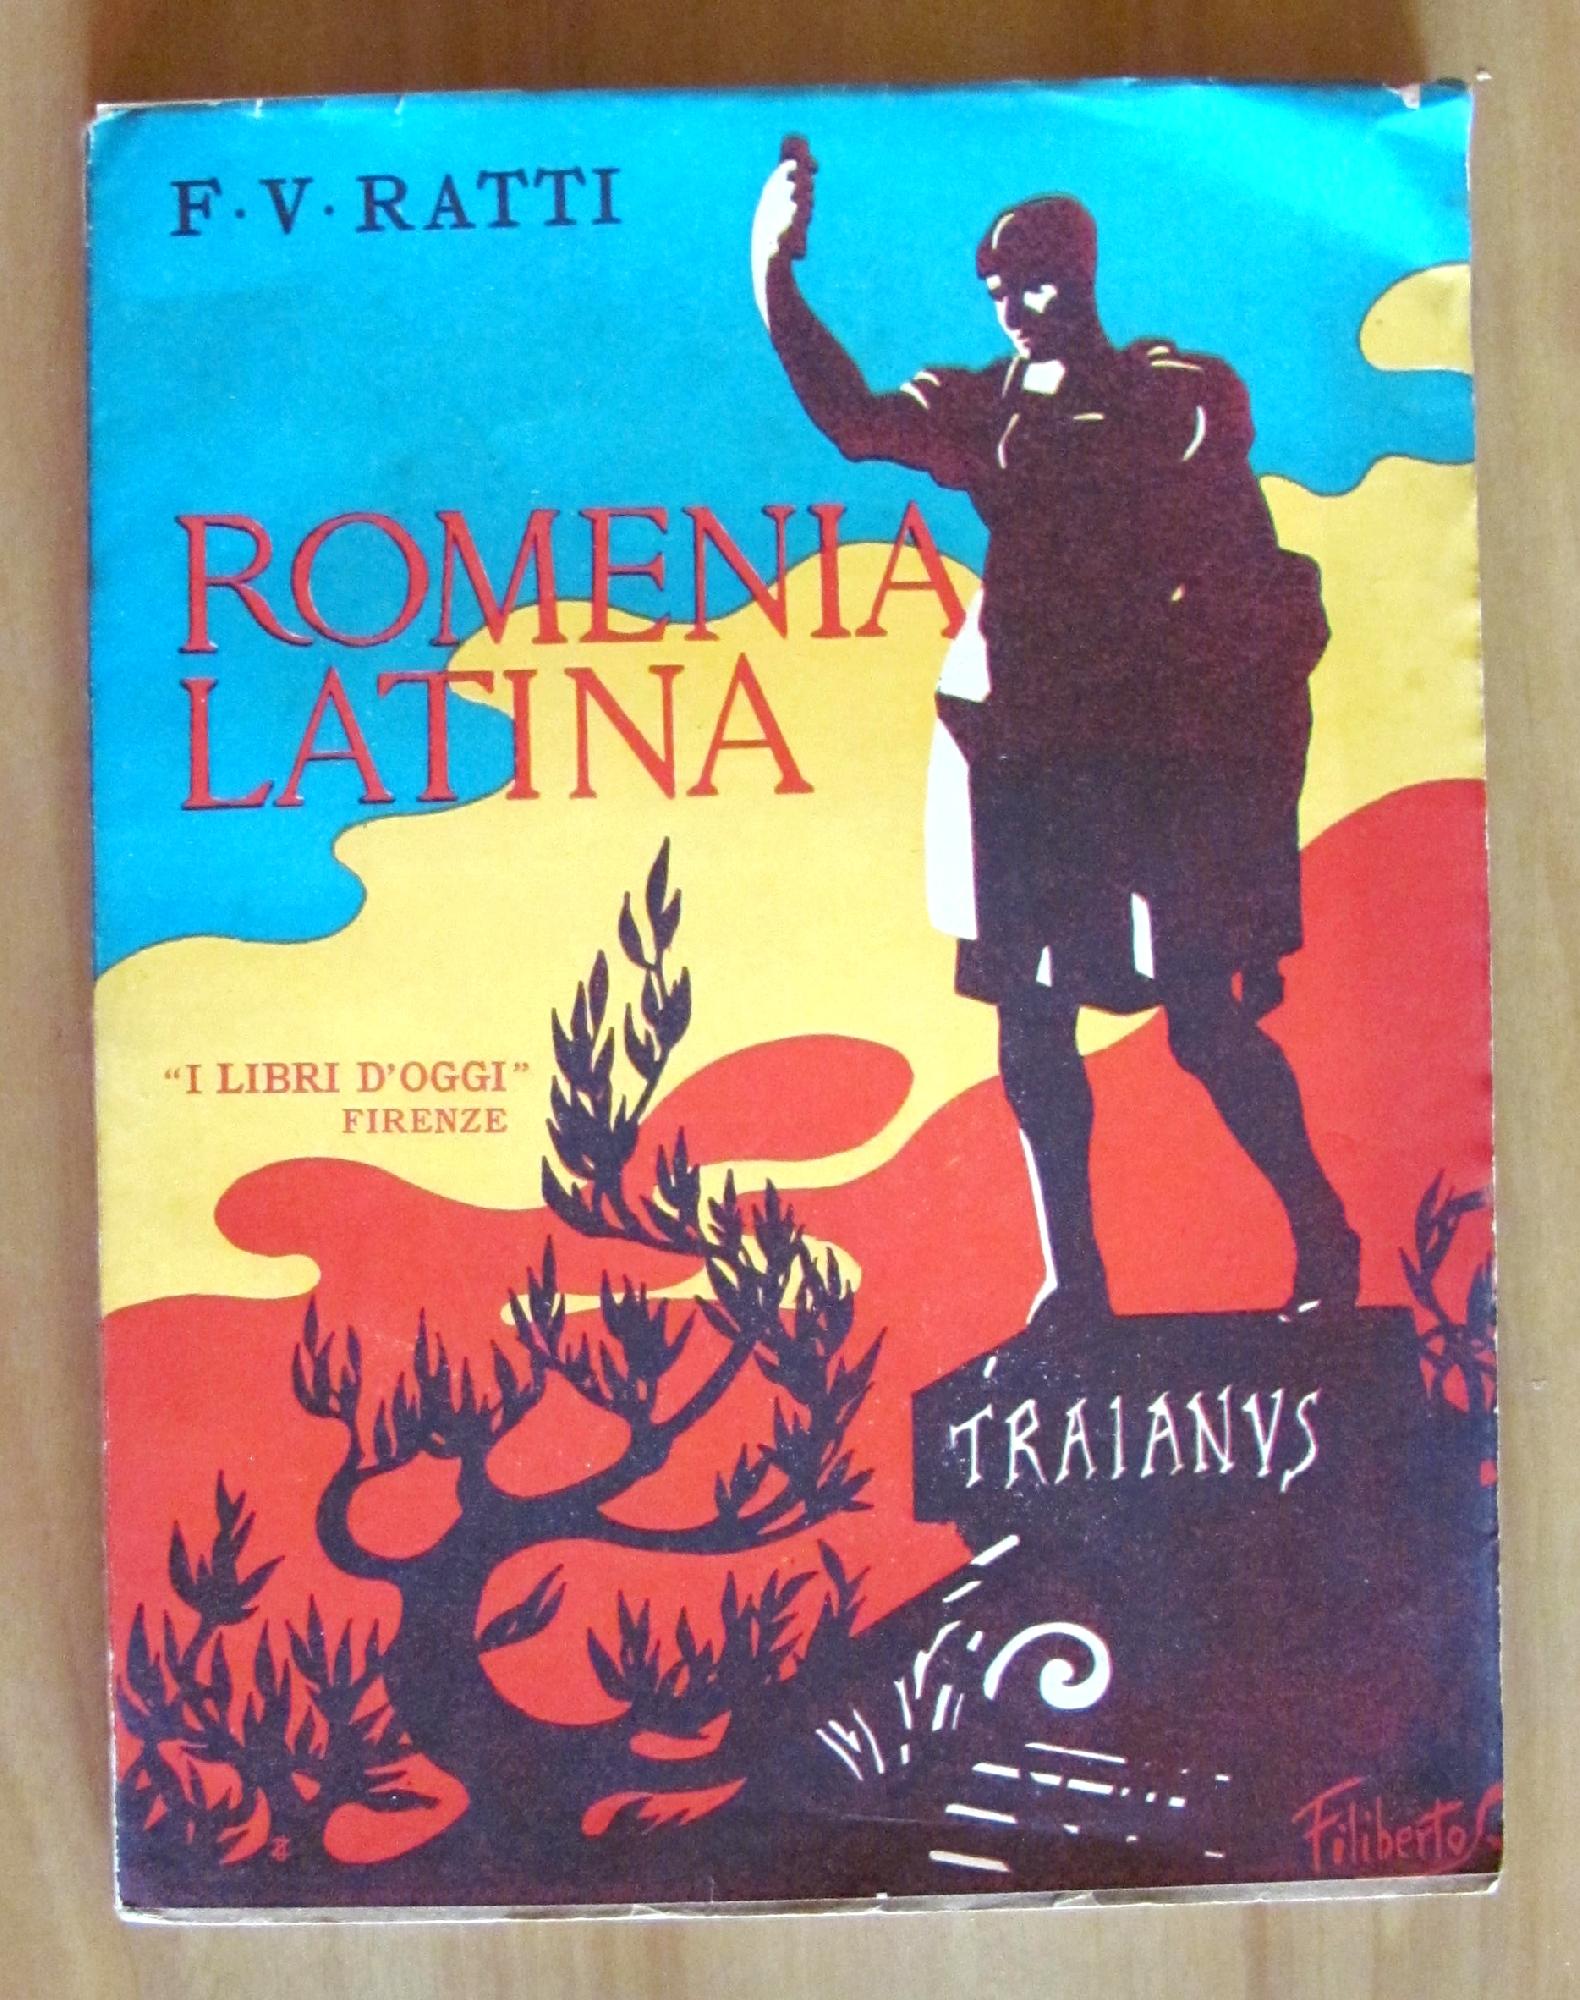 F. V. RATTI
ROMENIA
LATINA
“I LIBRI D’OGGI”
FIRENZE
TRAIANVS
Filiberto S.